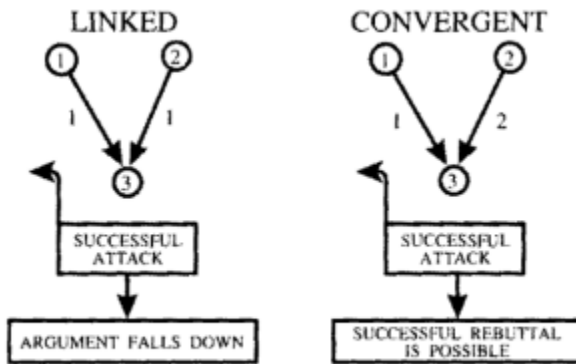 LINKED
1
2
1
1
3
SUCCESSFUL
ATTACK
ARGUMENT FALLS DOWN
CONVERGENT
1
2
1
2
3
SUCCESSFUL
ATTACK
SUCCESSFUL REBUTTAL
IS POSSIBLE